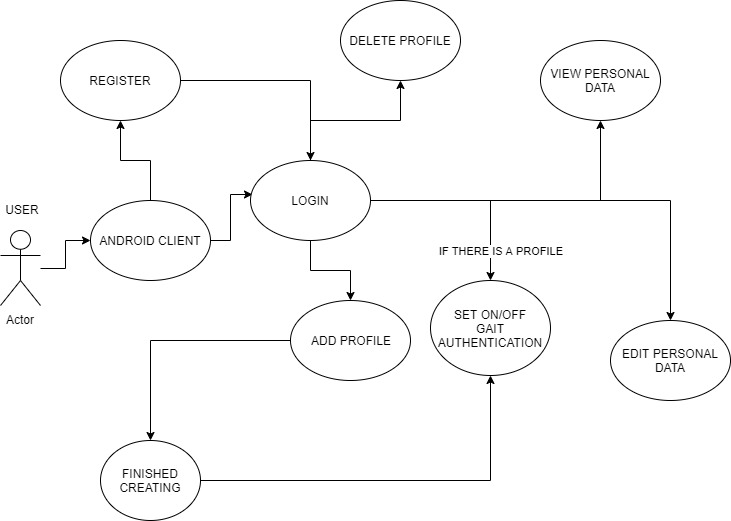 DELETE PROFILE
REGISTER
VIEW PERSONAL
DATA
USER
LOGIN
ANDROID CLIENT
IF THERE IS A PROFILE
Actor
SET ON/OFF
GAIT
AUTHENTICATION
ADD PROFILE
EDIT PERSONAL
DATA
FINISHED
CREATING